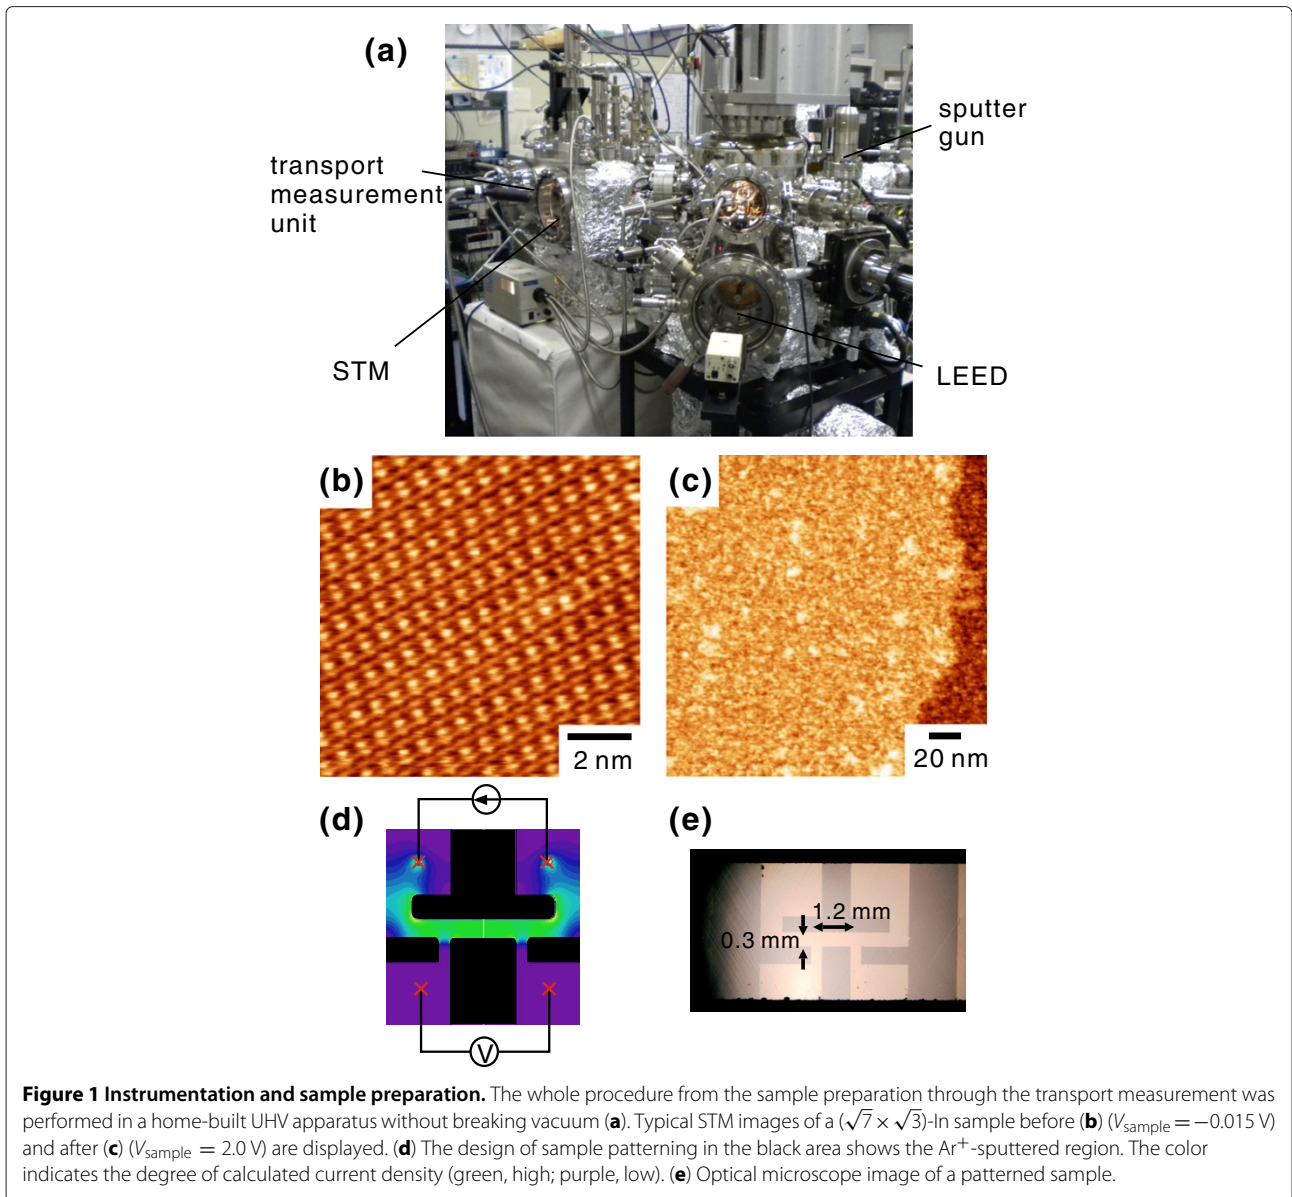 (a)
sputter
gun
transport
measurement
unit
STM
LEED
(b)
2 nm
(c)
20 nm
(d)
V
(e)
1.2 mm
0.3 mm
Figure 1 Instrumentation and sample preparation. The whole procedure from the sample preparation through the transport measurement was
performed in a home-built UHV apparatus without breaking vacuum (a). Typical STM images of a (√7 × √3)-In sample before (b) (Vsample = −0.015 V)
and after (c) (Vsample = 2.0 V) are displayed. (d) The design of sample patterning in the black area shows the Ar+-sputtered region. The color
indicates the degree of calculated current density (green, high; purple, low). (e) Optical microscope image of a patterned sample.